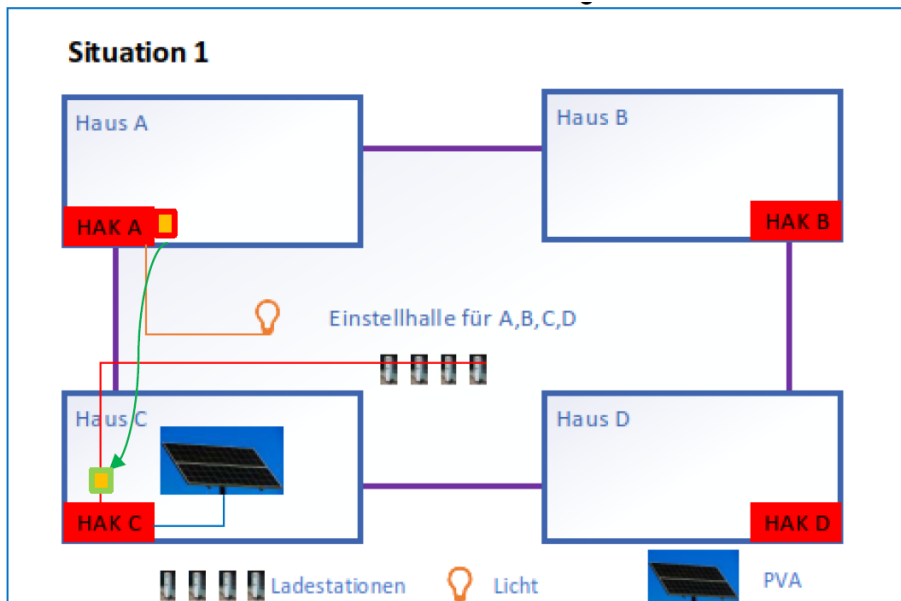 Situation 1
Haus A
Haus B
HAK A
HAK B
Einstellhalle für A,B,C,D
Haus C
Haus D
HAK C
HAK D
Ladestationen
Licht
PVA